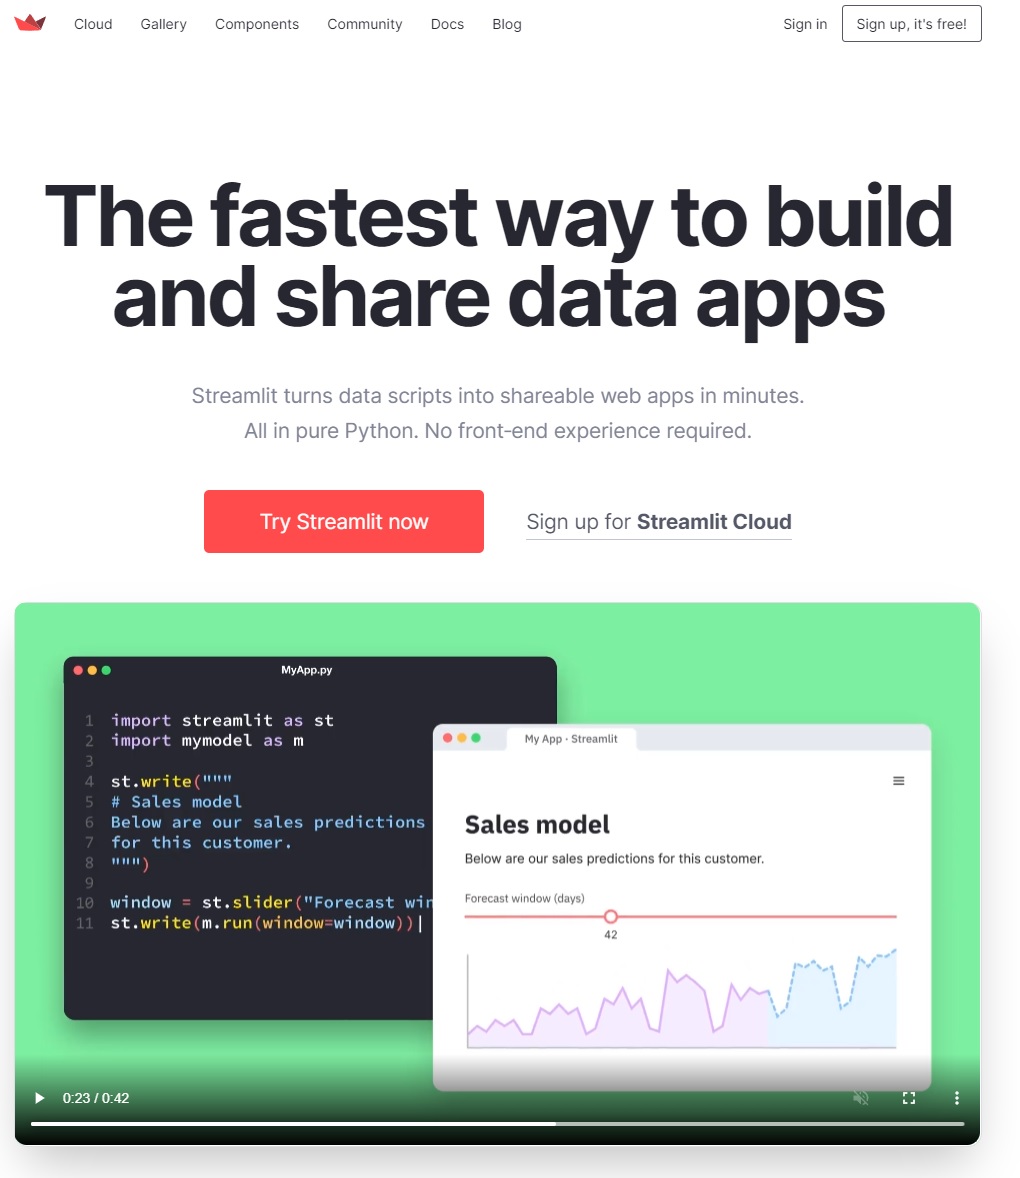 Cloud Gallery Components Community Docs Blog Sign in Sign up, it's free!
The fastest way to build
and share data apps
Streamlit turns data scripts into shareable web apps in minutes.
All in pure Python. No front-end experience required.
Try Streamlit now Sign up for Streamlit Cloud
MyApp.py
1 import streamlit as st
2 import mymodel as m
3
4 st.write("""
5 # Sales model
6 Below are our sales predictions
7 for this customer.
8 """)
9
10 window = st.slider("Forecast win
11 st.write(m.run(window=window))|
My App · Streamlit
Sales model
Below are our sales predictions for this customer.
Forecast window (days)
42
0:23 / 0:42